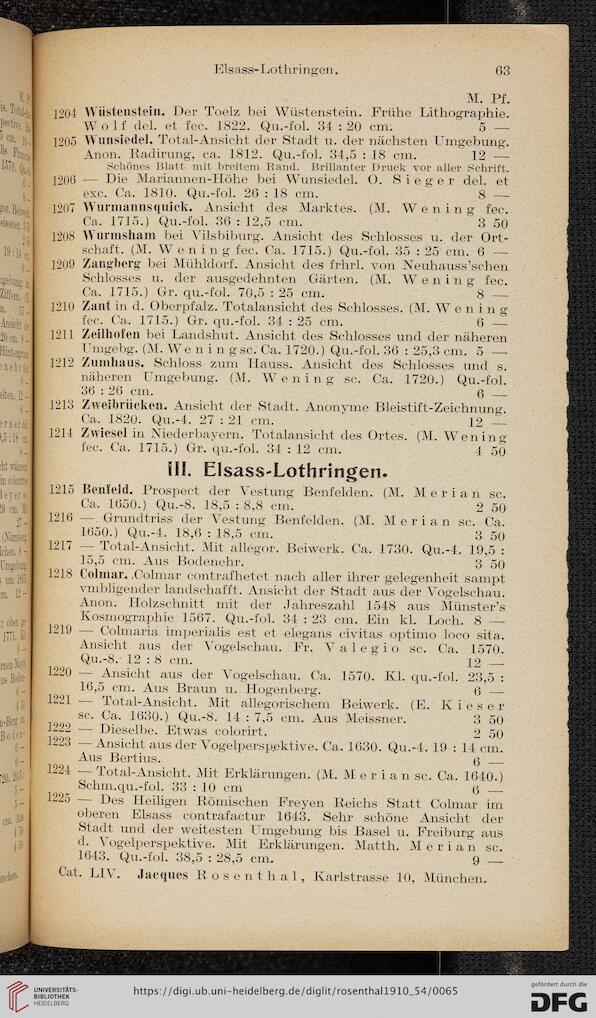 Elsass-Lothringen. 63
M. Pf.
1204 Wüstenstein. Der Toelz bei Wüstenstein. Frühe Lithographie.
Wolf del. et fec. 1822. Qu.-fol. 34 : 20 cm. 5 —
1205 Wunsiedel. Total-Ansicht der Stadt u. der nächsten Umgebung.
Anon. Radirung, ca. 1812. Qu.-fol. 34,5 : 18 cm. 12 —
Schönes Blatt mit breitem Rand. Brillanter Druck vor aller Schrift.
1206 — Die Mariannen-Höhe bei Wunsiedel. O. Sieger del. et
exc. Ca. 1810. Qu.-fol. 26 : 18 cm. 8 —
1207 Wurmannsquick. Ansicht des Marktes. (M. Wening fec.
Ca. 1715.) Qu.-fol. 36 : 12,5 cm. 3 50
1208 Wurmsham bei Vilsbiburg. Ansicht des Schlosses u. der Ort-
schaft. (M. Wening fec. Ca. 1715.) Qu.-fol. 35 : 25 cm. 6 —
1209 Zangberg bei Mühldorf. Ansicht des frhrl. von Neuhauss'schen
Schlosses u. der ausgedehnten Gärten. (M. Wening fec.
Ca. 1715.) Gr. qu.-fol. 70,5 : 25 cm. 8 —
1210 Zant in d. Oberpfalz. Totalansicht des Schlosses. (M. Wening
fec. Ca. 1715.) Gr. qu.-fol. 34 : 25 cm. 6 —
1211 Zeilhofen bei Landshut. Ansicht des Schlosses und der näheren
Umgebg. (M. Wening sc. Ca. 1720.) Qu.-fol. 36 : 25,3 cm. 5 —
1212 Zumhaus. Schloss zum Hauss. Ansicht des Schlosses und s.
näheren Umgebung. (M. Wening sc. Ca. 1720.) Qu.-fol.
36 : 26 cm. 6 —
1213 Zweibrücken. Ansicht der Stadt. Anonyme Bleistift-Zeichnung.
Ca. 1820. Qu.-4. 27 : 21 cm. 12 —
1214 Zwiesel in Niederbayern. Totalansicht des Ortes. (M. Wening
fec. Ca. 1715.) Gr. qu.-fol. 34 : 12 cm. 4 50
III. Elsass-Lothringen.
1215 Benfeld. Prospect der Vestung Benfelden. (M. Merian sc.
Ca. 1650.) Qu.-8. 18,5 : 8,8 cm. 2 50
1216 — Grundtriss der Vestung Benfelden. (M. Merian sc. Ca.
1650.) Qu.-4. 18,6 : 18,5 cm. 3 50
1217 — Total-Ansicht. Mit allegor. Beiwerk. Ca. 1730. Qu.-4. 19,5 :
15,5 cm. Aus Bodenehr. 3 50
1218 Colmar. .Colmar contrafhetet nach aller ihrer gelegenheit sampt
vmbligender landschafft. Ansicht der Stadt aus der Vogelschau.
Anon. Holzschnitt mit der Jahreszahl 1548 aus Münster's
Kosmographie 1567. Qu.-fol. 34 : 23 cm. Ein kl. Loch. 8 —
1219 — Colmaria imperialis est et elegans civitas optimo loco sita.
Ansicht aus der Vogelschau. Fr. Valegio sc. Ca. 1570.
Qu.-8. 12 : 8 cm. 12 —
1220 — Ansicht aus der Vogelschau. Ca. 1570. Kl. qu.-fol. 23,5 :
16,5 cm. Aus Braun u. Hogenberg. 6 —
1221 — Total-Ansicht. Mit allegorischem Beiwerk. (E. Kieser
sc. Ca. 1630.) Qu.-8. 14 : 7,5 cm. Aus Meissner. 3 50
1222 — Dieselbe. Etwas colorirt. 2 50
1223 — Ansicht aus der Vogelperspektive. Ca. 1630. Qu.-4. 19 : 14 cm.
Aus Bertius. 6 —
1224 — Total-Ansicht. Mit Erklärungen. (M. Merian sc. Ca. 1640.)
Schm.qu.-fol. 33 : 10 cm 6 —
1225 — Des Heiligen Römischen Freyen Reichs Statt Colmar im
oberen Elsass contrafactur 1643. Sehr schöne Ansicht der
Stadt und der weitesten Umgebung bis Basel u. Freiburg aus
d. Vogelperspektive. Mit Erklärungen. Matth. Merian sc.
1643. Qu.-fol. 38,5 : 28,5 cm. 9 —
Cat. LIV. Jacques Rosenthal, Karlstrasse 10, München.
UNIVERSITÄTS-
BIBLIOTHEK
HEIDELBERG
https://digi.ub.uni-heidelberg.de/diglit/rosenthal1910_54/0065
gefördert durch die
DFG